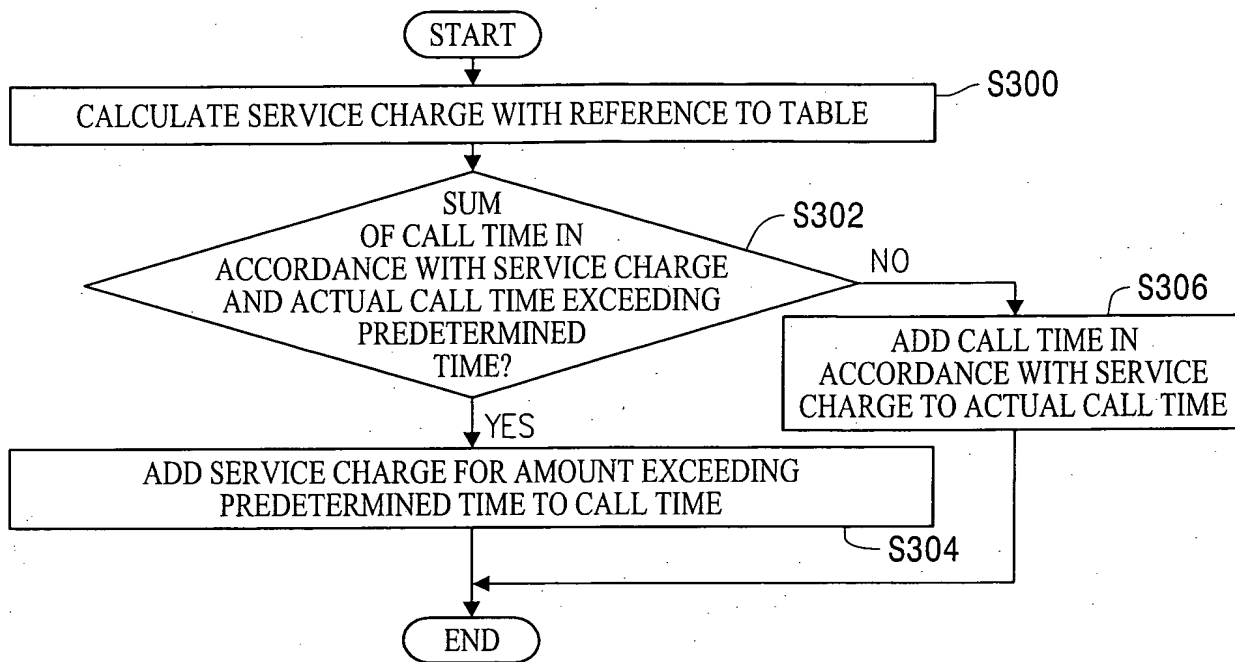 START
S300
CALCULATE SERVICE CHARGE WITH REFERENCE TO TABLE
SUM
OF CALL TIME IN
ACCORDANCE WITH SERVICE CHARGE
AND ACTUAL CALL TIME EXCEEDING
PREDETERMINED
TIME?
S302
NO
S306
ADD CALL TIME IN
ACCORDANCE WITH SERVICE
CHARGE TO ACTUAL CALL TIME
YES
ADD SERVICE CHARGE FOR AMOUNT EXCEEDING
PREDETERMINED TIME TO CALL TIME
S304
END